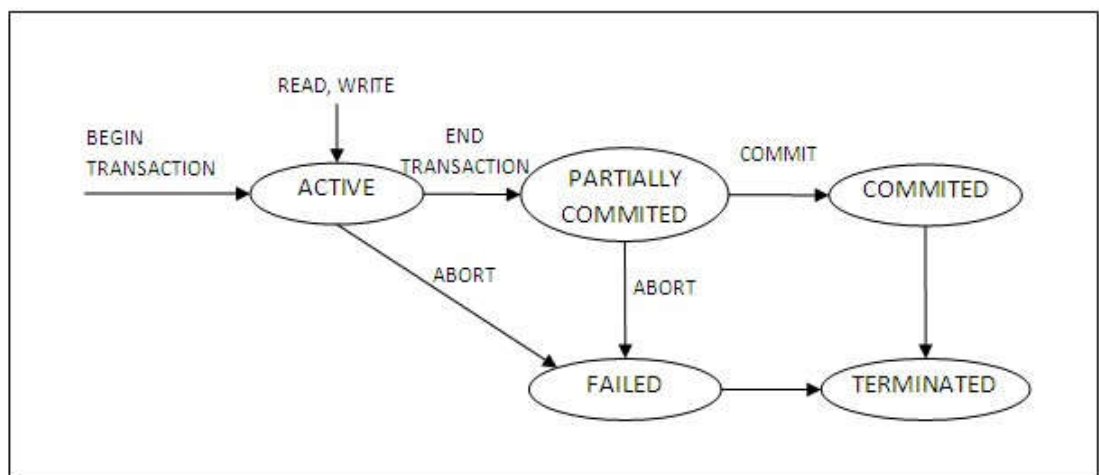 READ, WRITE
BEGIN
TRANSACTION
END
TRANSACTION
COMMIT
ACTIVE
PARTIALLY
COMMITED
COMMITED
ABORT
ABORT
FAILED
TERMINATED